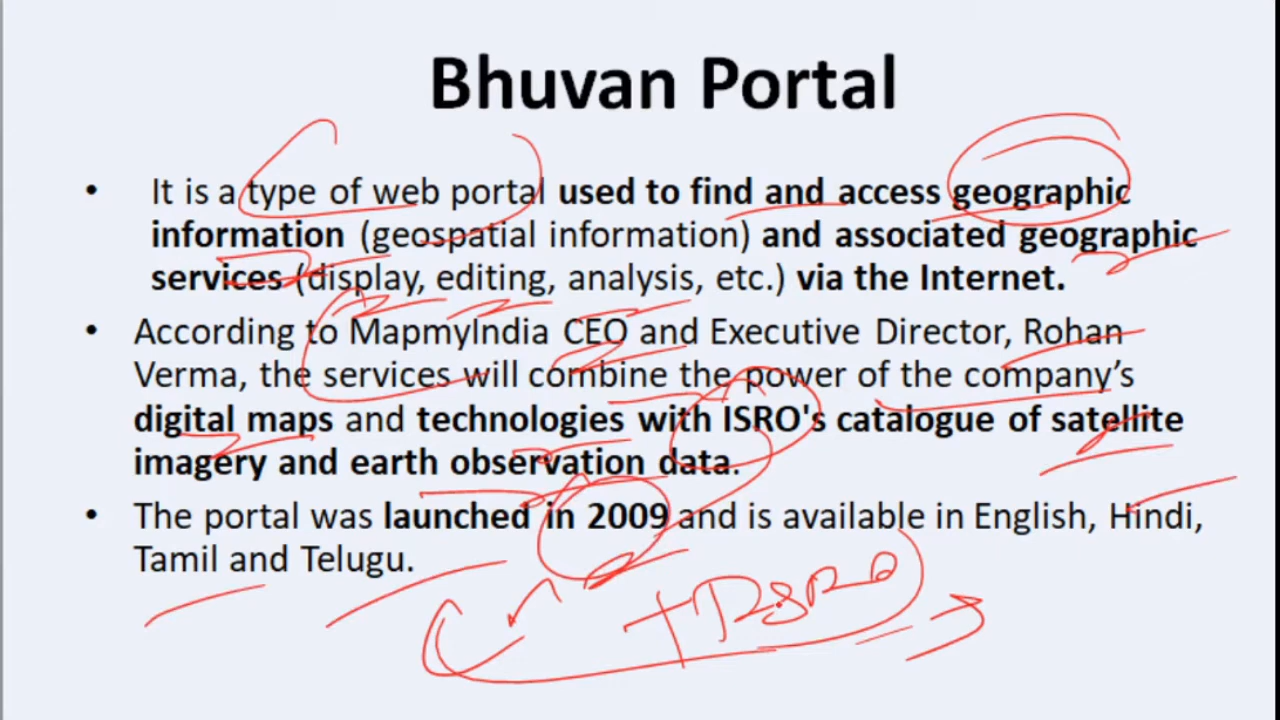 Bhuvan Portal
• It is a type of web portal used to find and access geographic
information (geospatial information) and associated geographic
services (display, editing, analysis, etc.) via the Internet.
• According to MapmyIndia CEO and Executive Director, Rohan
Verma, the services will combine the power of the company's
digital maps and technologies with ISRO's catalogue of satellite
imagery and earth observation data.
• The portal was launched in 2009 and is available in English, Hindi,
Tamil and Telugu.